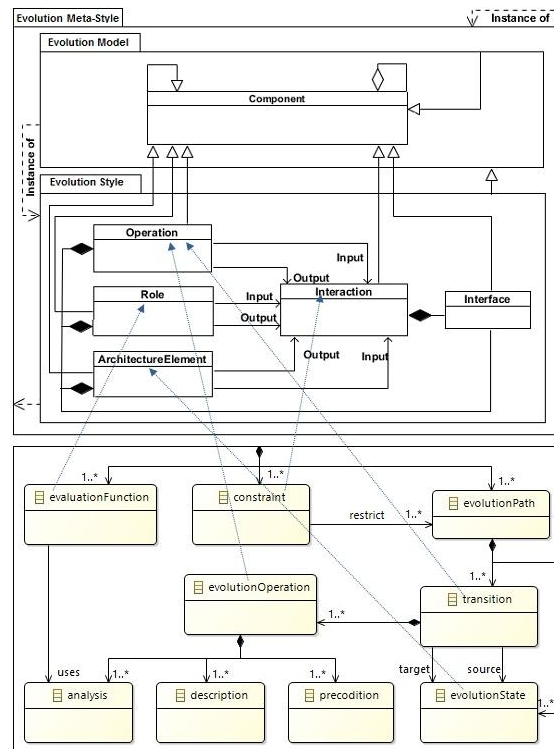 Evolution Meta-Style
Instance of
Evolution Model
Component
Instance of
Evolution Style
Operation
Input
Output
Role
Input
Interaction
Interface
Output
ArchitectureElement
Output
Input
1..*
1..*
1..*
evaluationFunction
constraint
evolutionPath
restrict
1..*
1..*
evolutionOperation
transition
1..*
uses
1..*
1..*
1..*
target
source
analysis
description
precodition
evolutionState
1..*